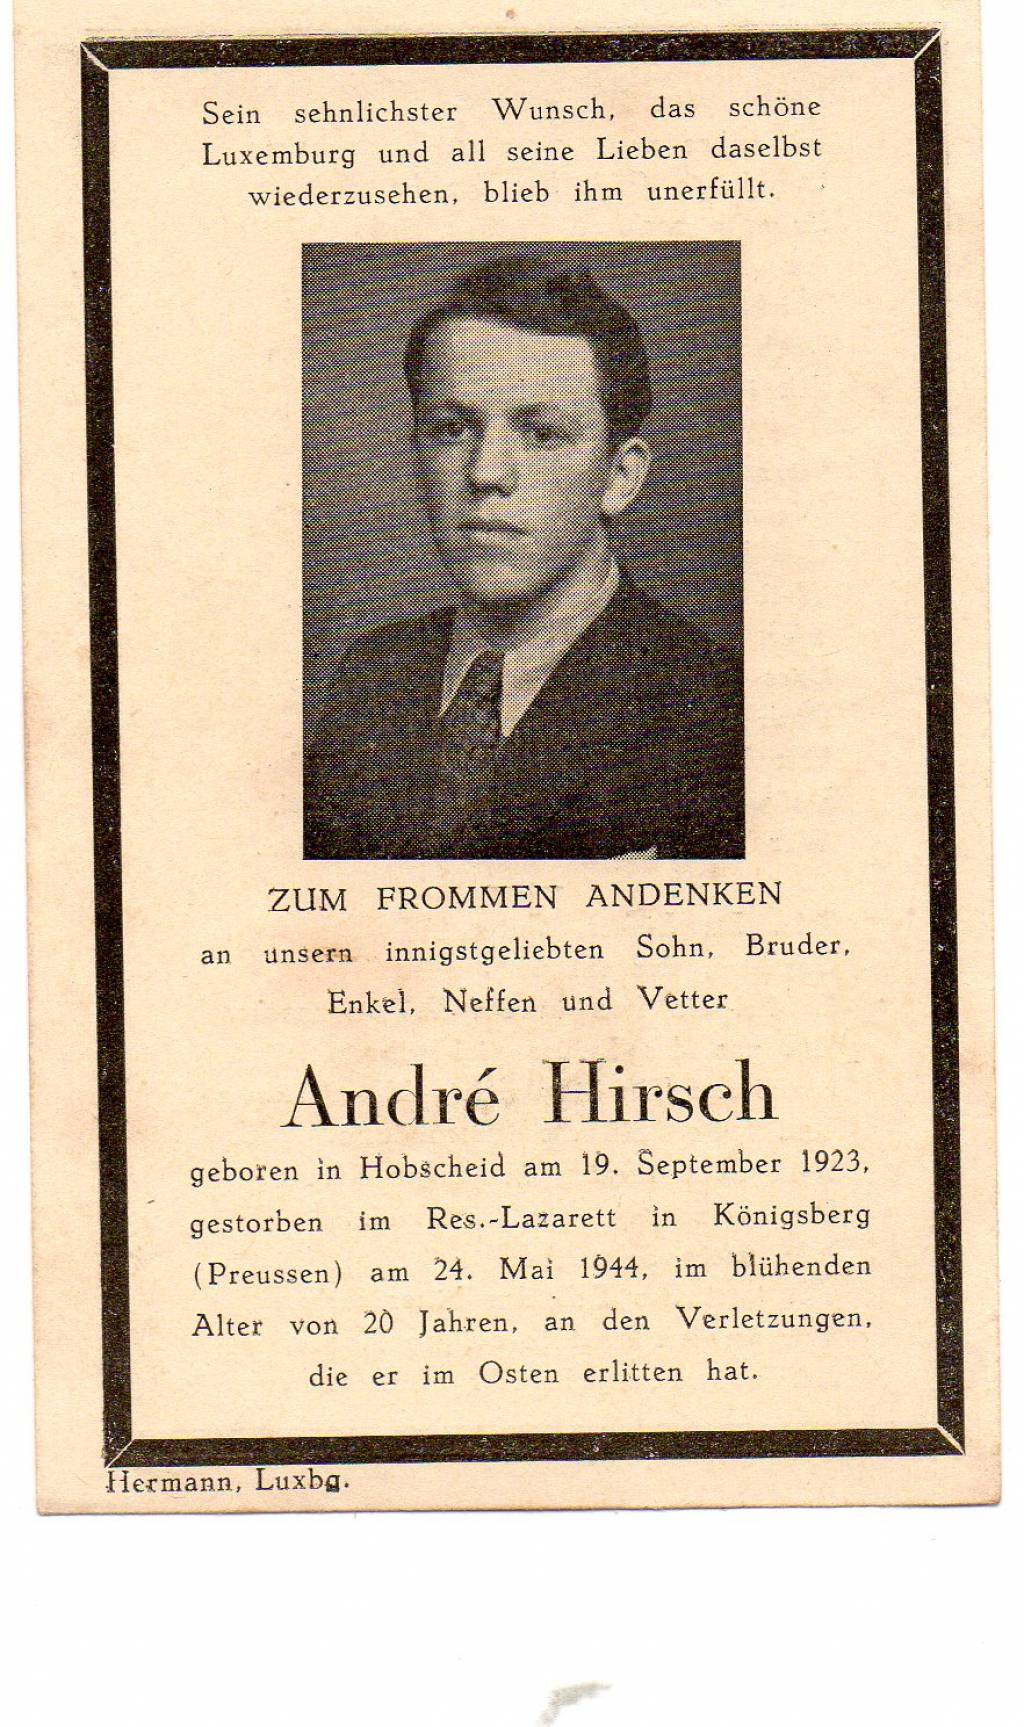 Sein sehnlichster Wunsch, das schöne
Luxemburg und all seine Lieben daselbst
wiederzusehen, blieb ihm unerfüllt.
ZUM FROMMEN ANDENKEN
an unsern innigstgeliebten Sohn, Bruder,
Enkel, Neffen und Vetter
André Hirsch
geboren in Hobscheid am 19. September 1923,
gestorben im Res.-Lazarett in Königsberg
(Preussen) am 24. Mai 1944, im blühenden
Alter von 20 Jahren, an den Verletzungen,
die er im Osten erlitten hat.
Hermann, Luxbg.